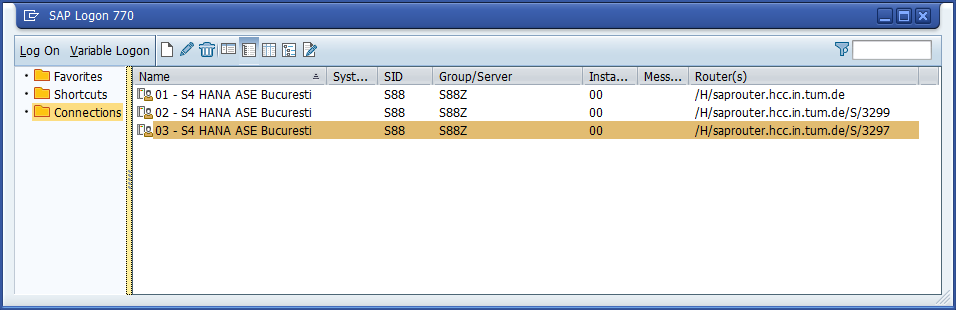 SAP Logon 770
Log On Variable Logon
Favorites
Shortcuts
Connections
Name Syst... SID Group/Server Insta... Mess... Router(s)
01 - S4 HANA ASE Bucuresti S88 S88Z 00 /H/saprouter.hcc.in.tum.de
02 - S4 HANA ASE Bucuresti S88 S88Z 00 /H/saprouter.hcc.in.tum.de/S/3299
03 - S4 HANA ASE Bucuresti S88 S88Z 00 /H/saprouter.hcc.in.tum.de/S/3297